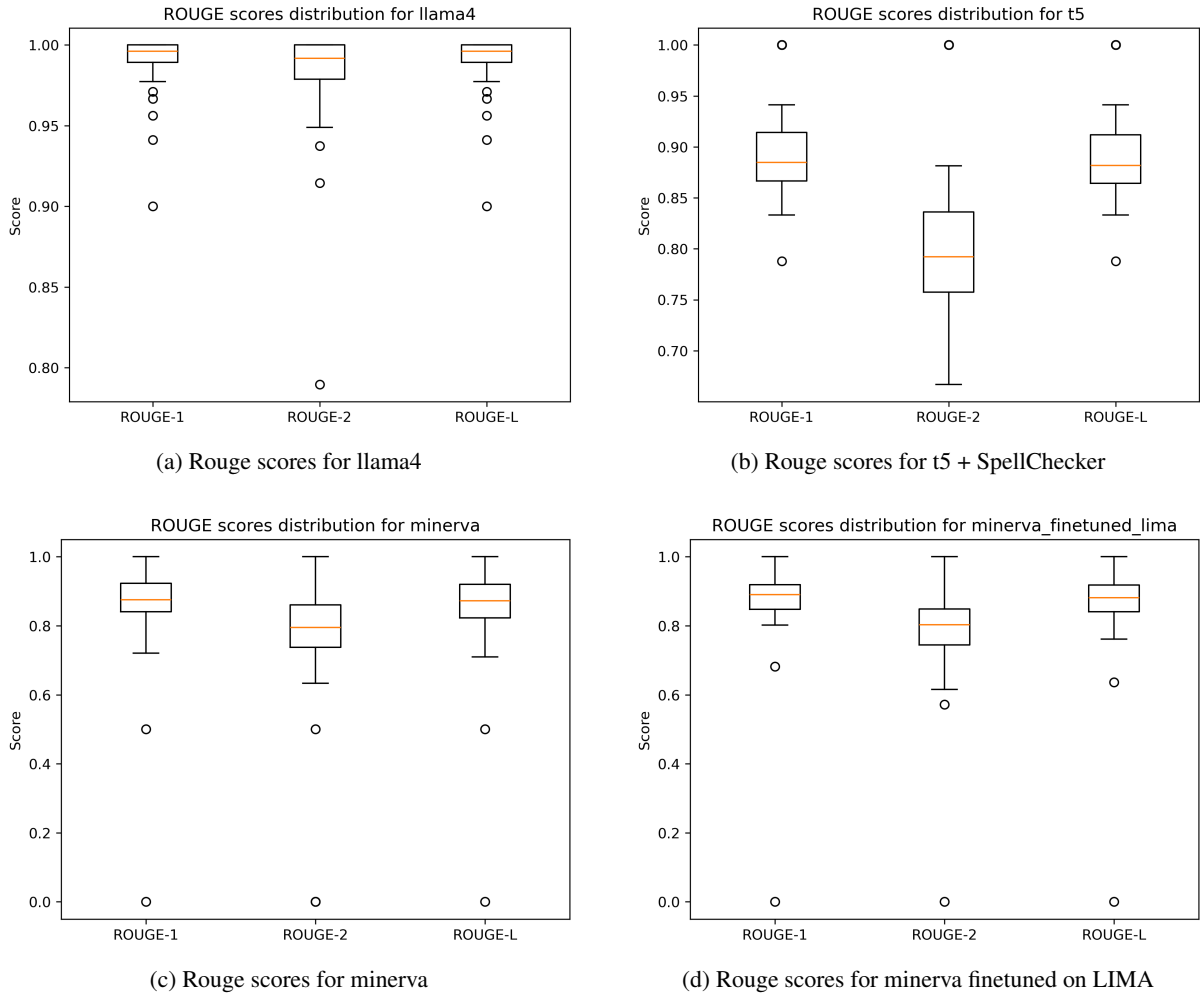 ROUGE scores distribution for llama4
1.00
0.95
0.90
0.85
0.80
Score
ROUGE-1 ROUGE-2 ROUGE-L
(a) Rouge scores for llama4
ROUGE scores distribution for t5
1.00
0.95
0.90
0.85
0.80
0.75
0.70
Score
ROUGE-1 ROUGE-2 ROUGE-L
(b) Rouge scores for t5 + SpellChecker
ROUGE scores distribution for minerva
1.0
0.8
0.6
0.4
0.2
0.0
Score
ROUGE-1 ROUGE-2 ROUGE-L
(c) Rouge scores for minerva
ROUGE scores distribution for minerva_finetuned_lima
1.0
0.8
0.6
0.4
0.2
0.0
Score
ROUGE-1 ROUGE-2 ROUGE-L
(d) Rouge scores for minerva finetuned on LIMA